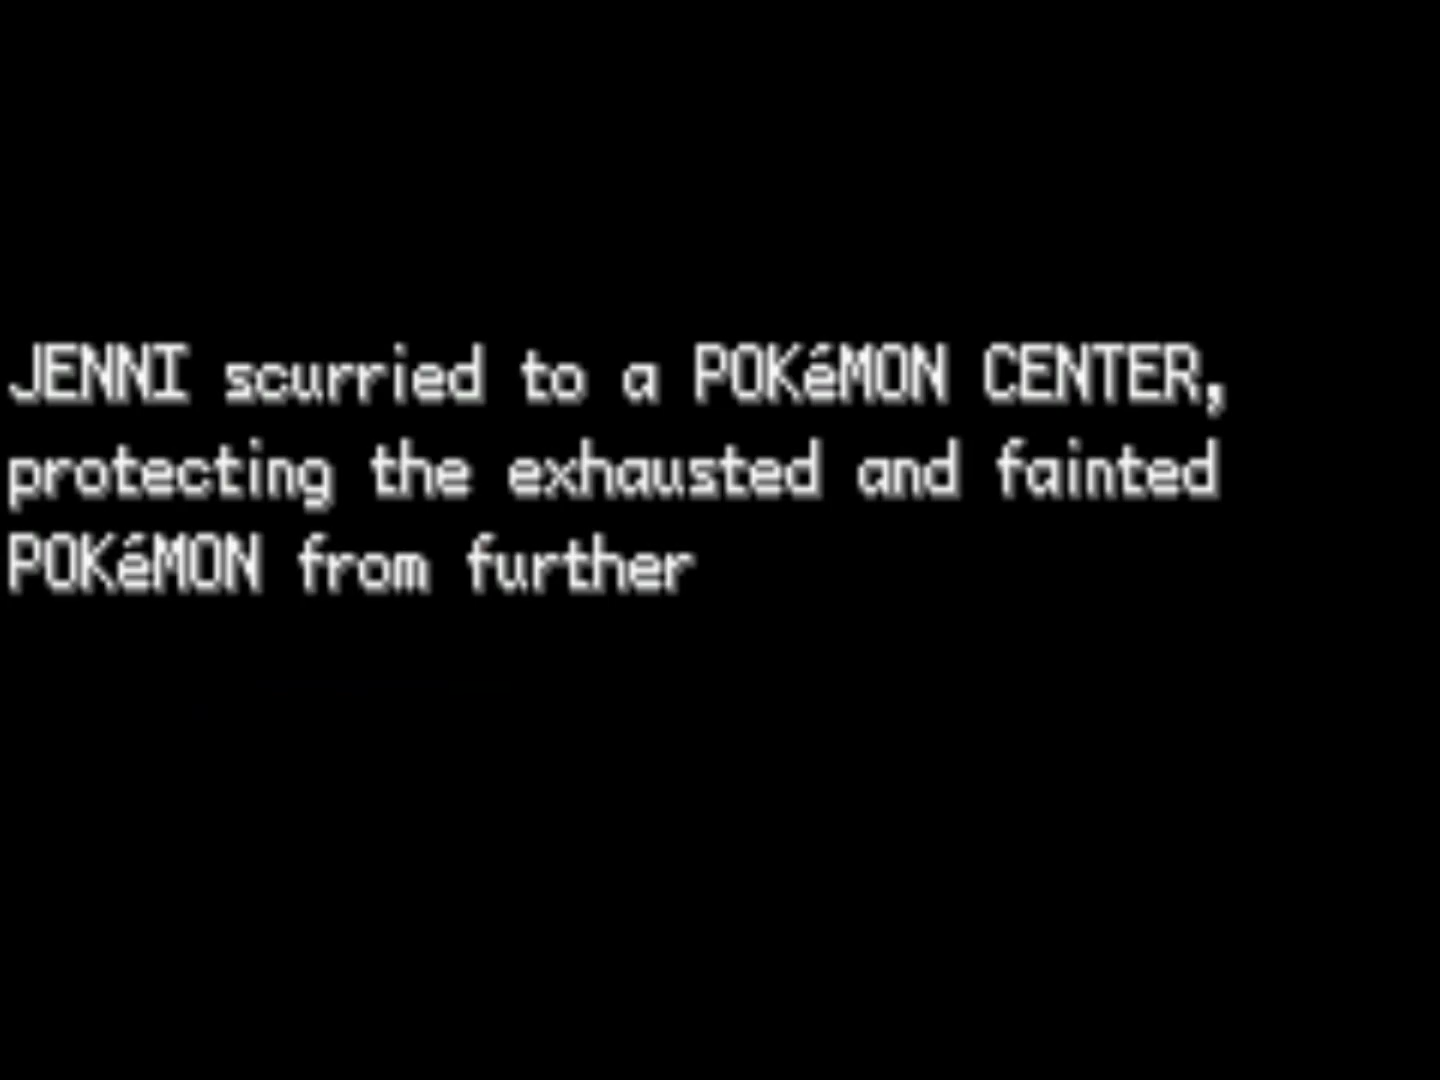 JENNI scurried to a POKéMON CENTER,
protecting the exhausted and fainted
POKéMON from further